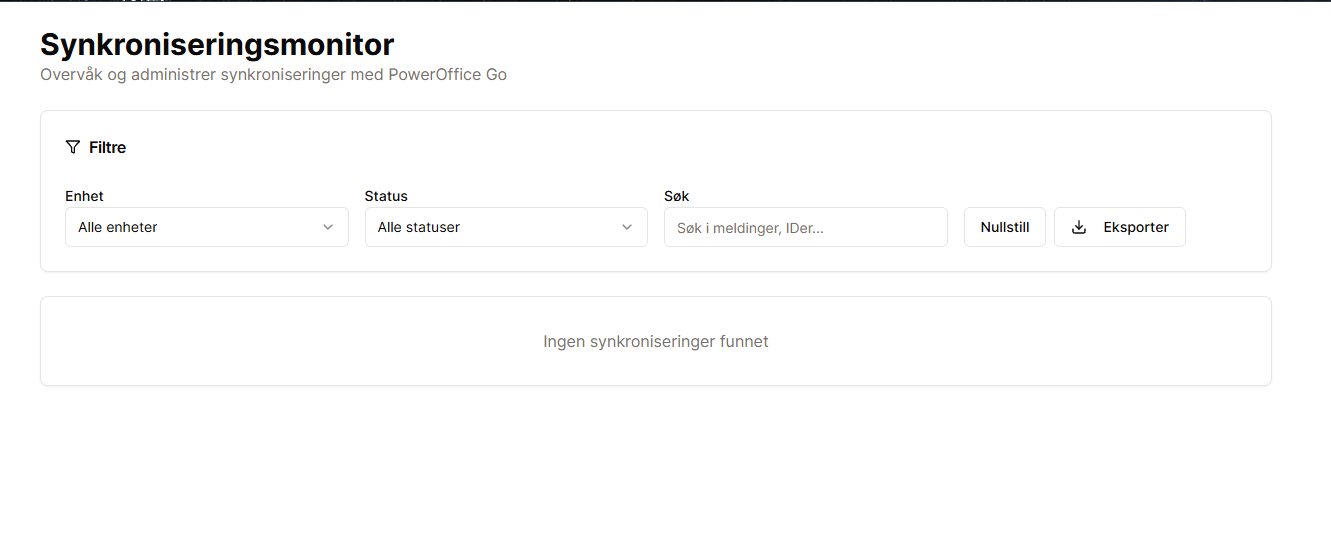 Synkroniseringsmonitor
Overvåk og administrer synkroniseringer med PowerOffice Go
Filtre
Enhet
Status
Søk
Alle enheter
Alle statuser
Søk i meldinger, IDer...
Nullstill
Eksporter
Ingen synkroniseringer funnet